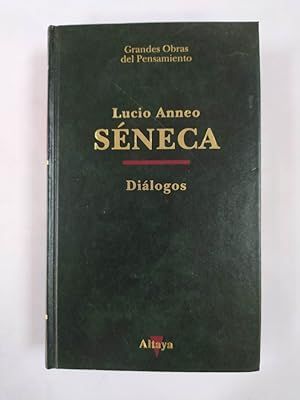 Grandes Obras
del Pensamiento
Lucio Anneo
SÉNECA
Diálogos
Altaya